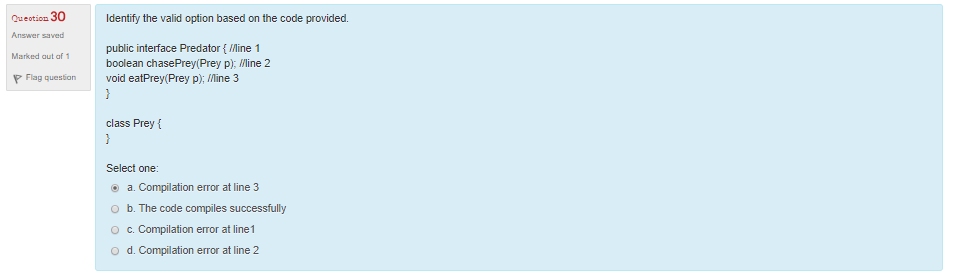 Question 30
Answer saved
Marked out of 1
Flag question
Identify the valid option based on the code provided.
public interface Predator { //line 1
boolean chasePrey(Prey p); //line 2
void eatPrey(Prey p); //line 3
}
class Prey {
}
Select one:
a. Compilation error at line 3
b. The code compiles successfully
c. Compilation error at line1
d. Compilation error at line 2